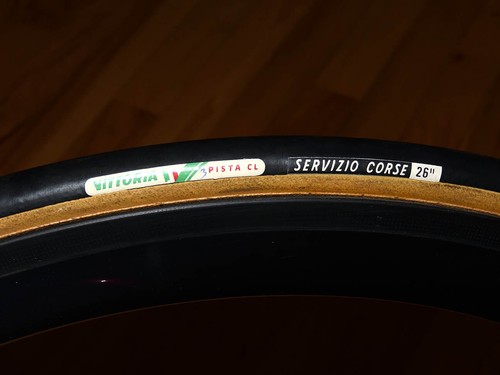 VITTORIA PISTA CL
SERVIZIO CORSE 26"